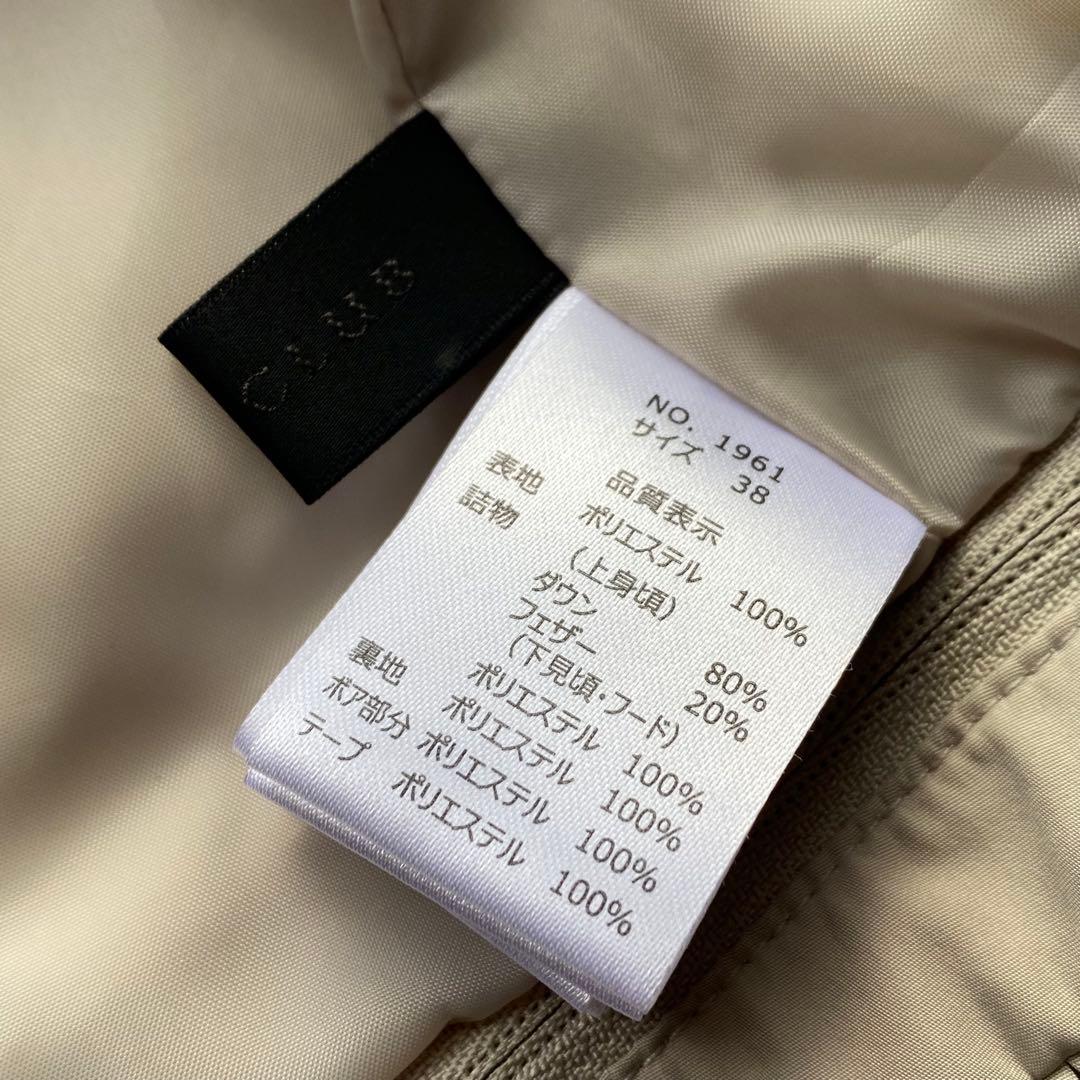 CLUB
NO. 1961
サイズ 38
品質表示
表地 ポリエステル 100%
詰物 (上身頃)
ダウン 80%
フェザー 20%
(下見頃・フード)
ポリエステル 100%
裏地 ポリエステル 100%
ボア部分 ポリエステル 100%
テープ ポリエステル 100%